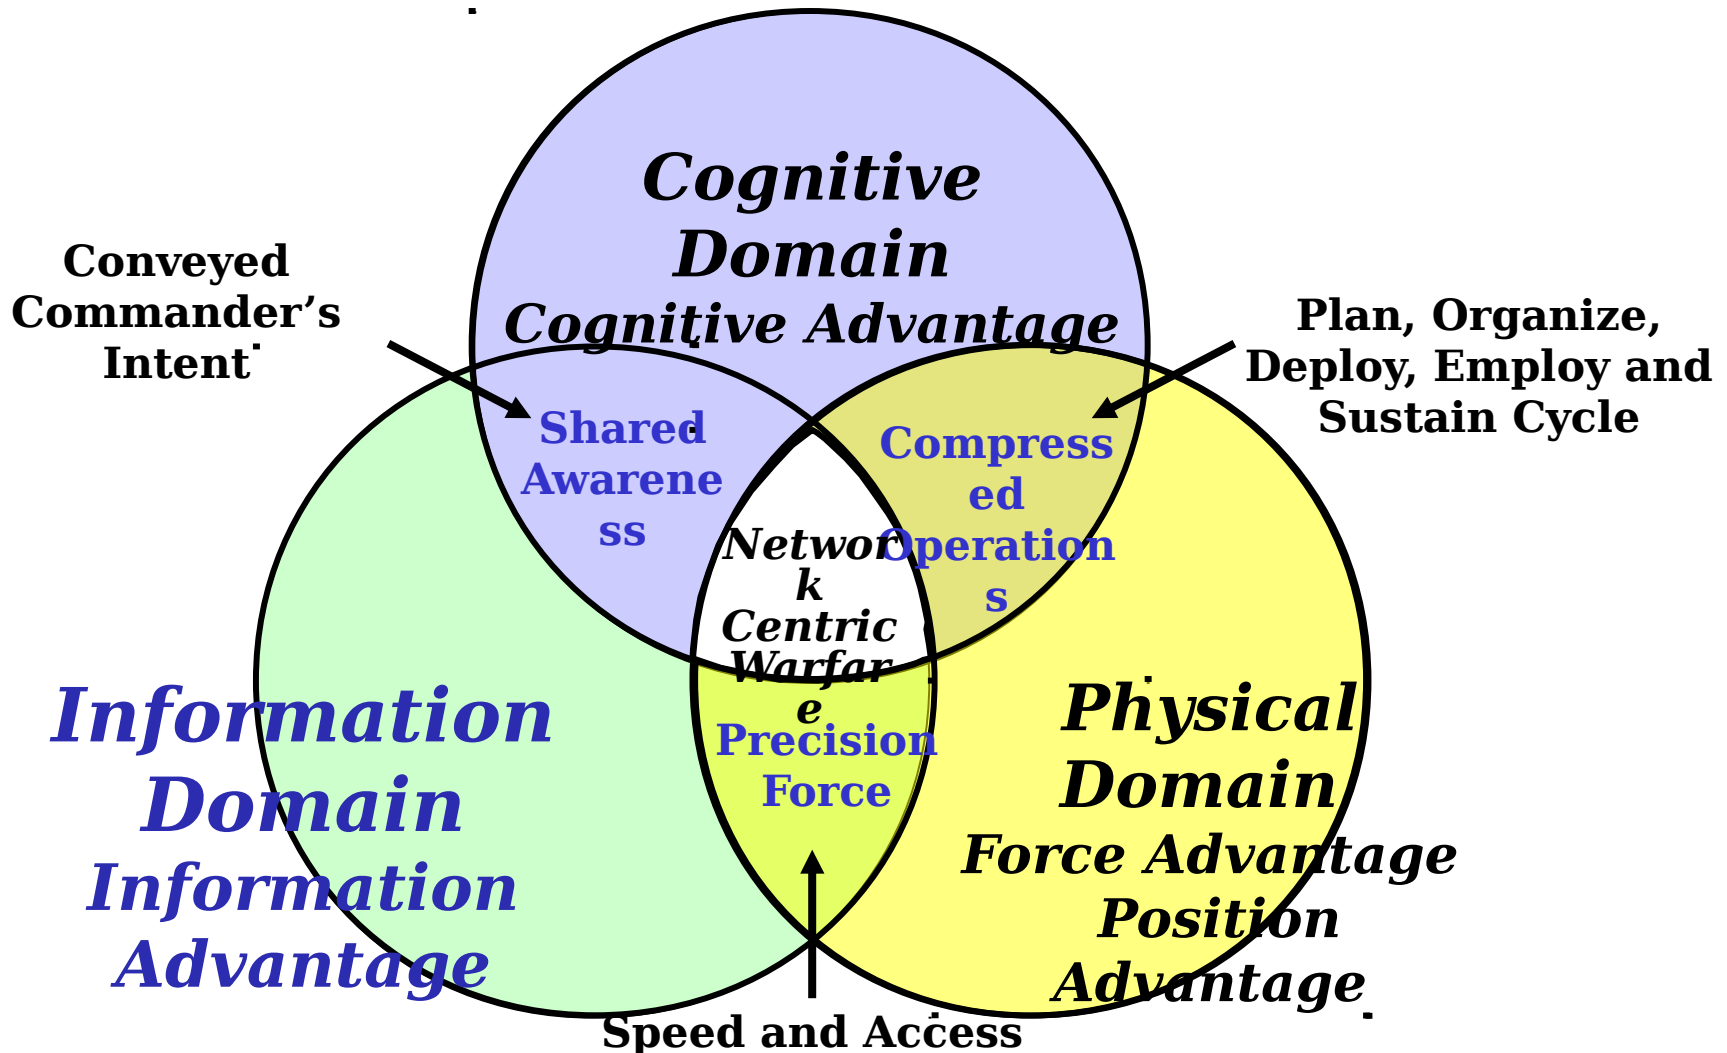 Cognitive
Domain
Cognitive Advantage
Conveyed
Commander’s
Intent
Plan, Organize,
Deploy, Employ and
Sustain Cycle
Shared
Awarene
ss
Compress
ed
Operation
s
Networ
k
Centric
Warfar
e
Precision
Force
Information
Domain
Information
Advantage
Physical
Domain
Force Advantage
Position
Advantage
Speed and Access